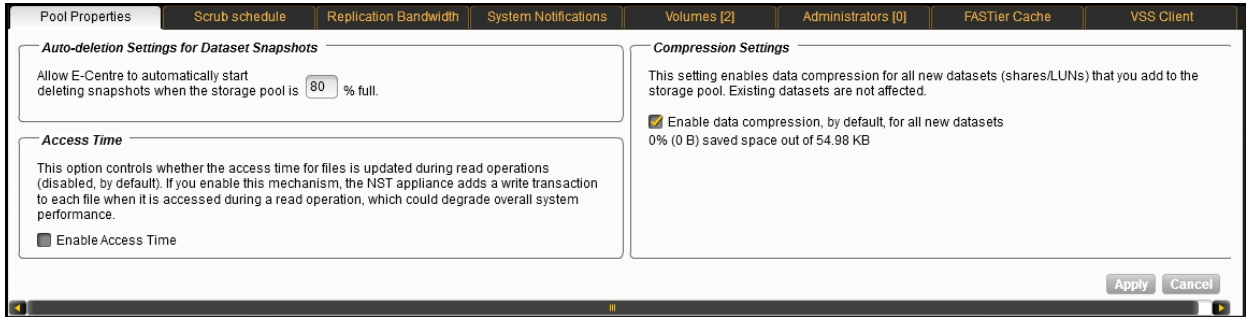 Pool Properties
Scrub schedule
Replication Bandwidth
System Notifications
Volumes [2]
Administrators [0]
FASTier Cache
VSS Client
Auto-deletion Settings for Dataset Snapshots
Allow E-Centre to automatically start
deleting snapshots when the storage pool is 80 % full.
Access Time
This option controls whether the access time for files is updated during read operations
(disabled, by default). If you enable this mechanism, the NST appliance adds a write transaction
to each file when it is accessed during a read operation, which could degrade overall system
performance.
Enable Access Time
Compression Settings
This setting enables data compression for all new datasets (shares/LUNs) that you add to the
storage pool. Existing datasets are not affected.
Enable data compression, by default, for all new datasets
0% (0 B) saved space out of 54.98 KB
Apply
Cancel